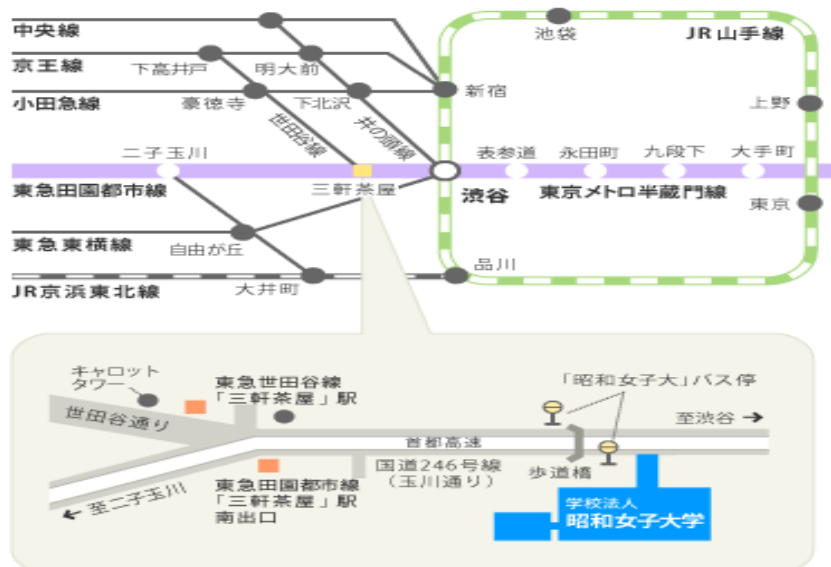 中央線
池袋
JR山手線
京王線
下高井戸
明大前
新宿
小田急線
豪徳寺
下北沢
上野
世田谷線
井の頭線
二子玉川
表参道
永田町
九段下
大手町
東急田園都市線
三軒茶屋
渋谷
東京メトロ半蔵門線
東京
東急東横線
自由が丘
品川
JR京浜東北線
大井町
キャロット
タワー
東急世田谷線
「三軒茶屋」駅
「昭和女子大」バス停
世田谷通り
至渋谷→
首都高速
国道246号線
(玉川通り)
歩道橋
←至二子玉川
東急田園都市線
「三軒茶屋」駅
南出口
学校法人
昭和女子大学